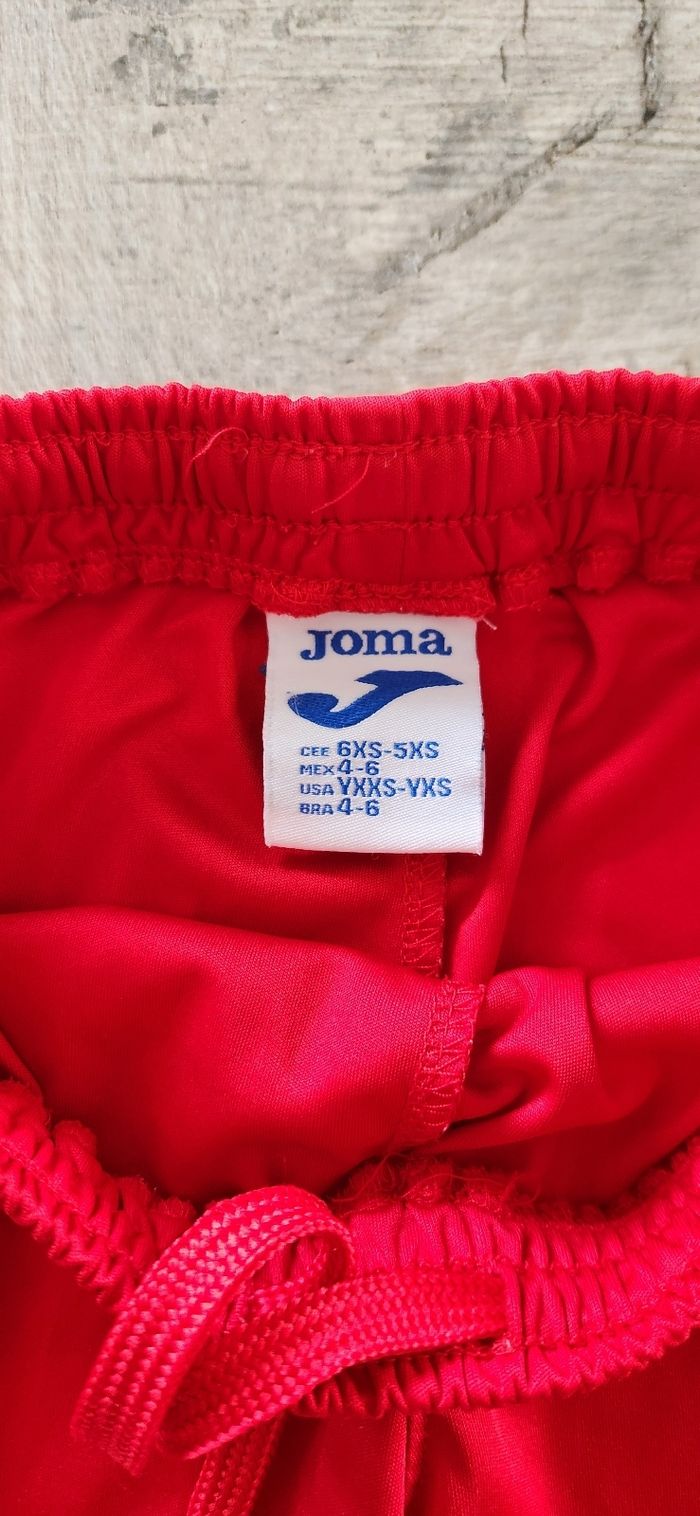 JOMA
CEE 6XS-5XS
MEX 4-6
USA YXXS-YXS
BRA 4-6